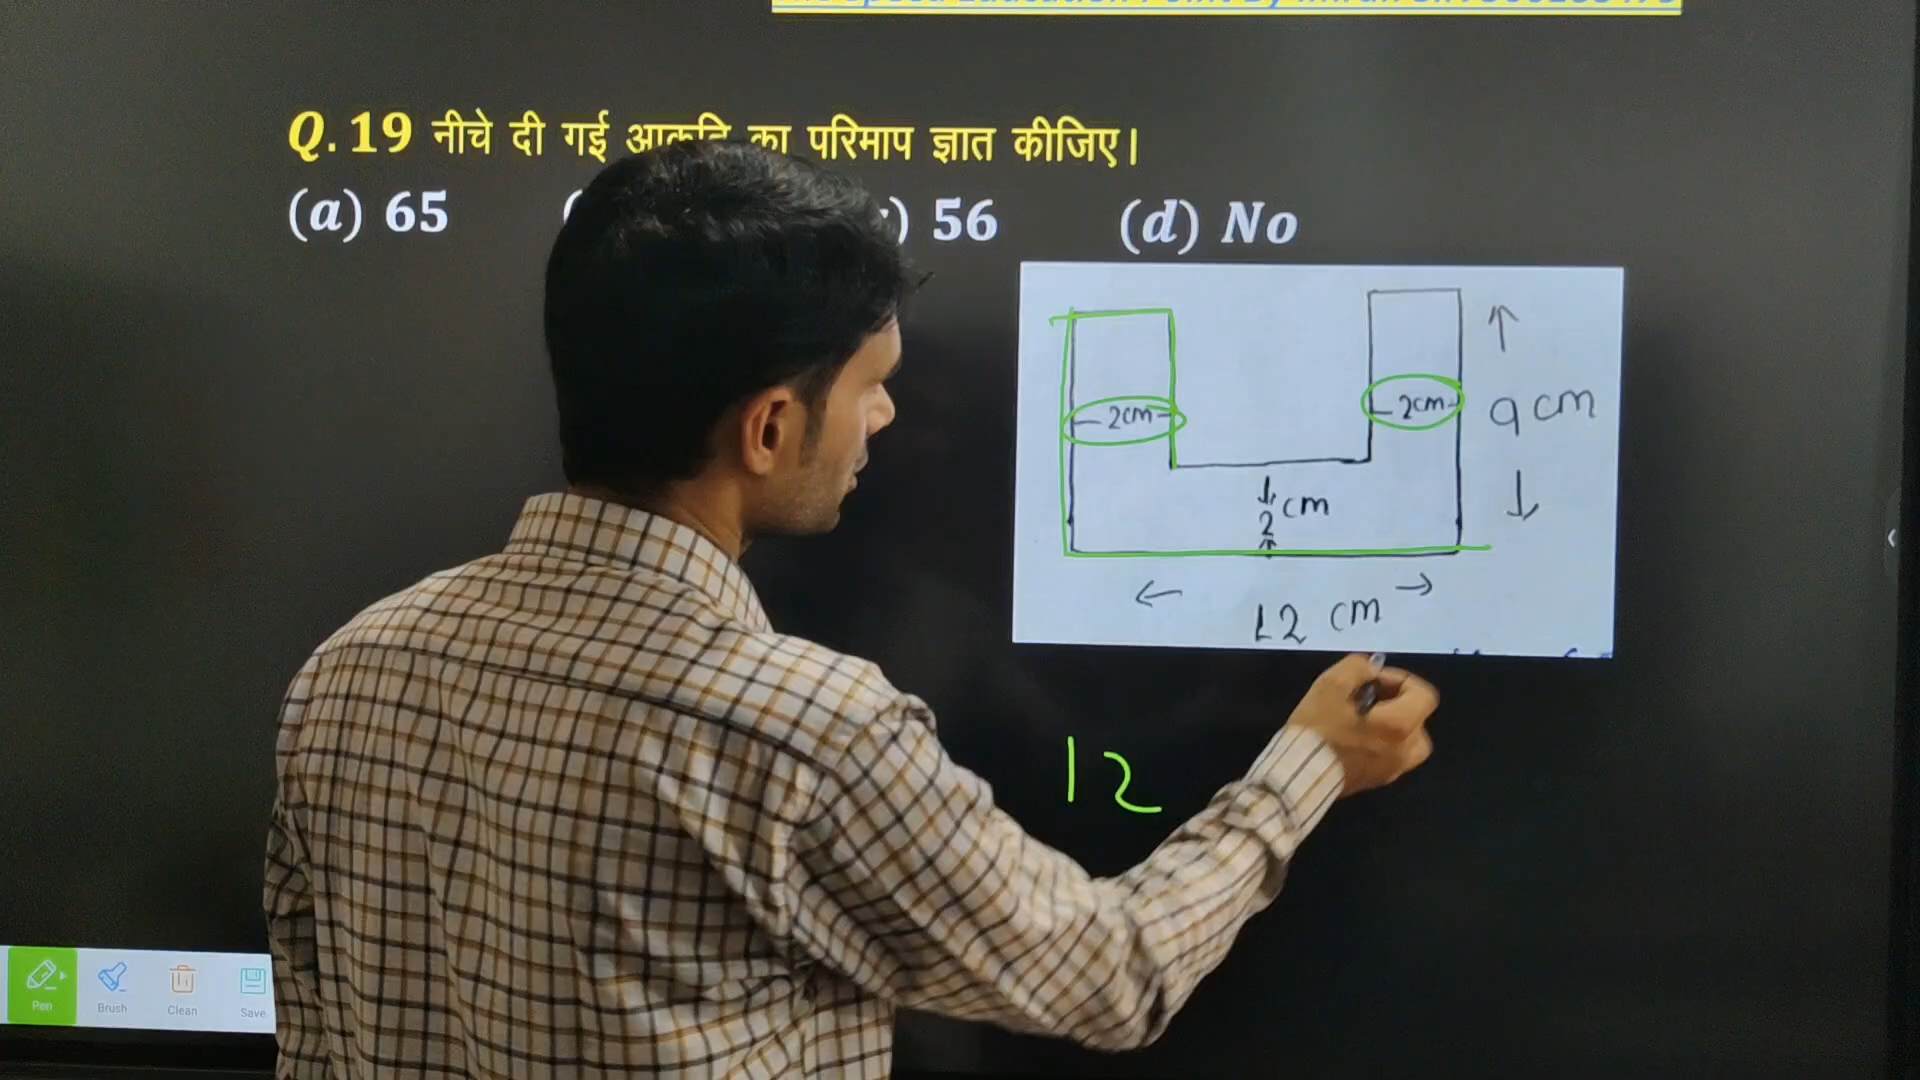 Q.19 नीचे दी गई आकृति का परिमाप ज्ञात कीजिए।
(a) 65 ) 56 (d) No
2cm
2cm
9 cm
2 cm
12 cm
12
Pen
Brush
Clean
Save